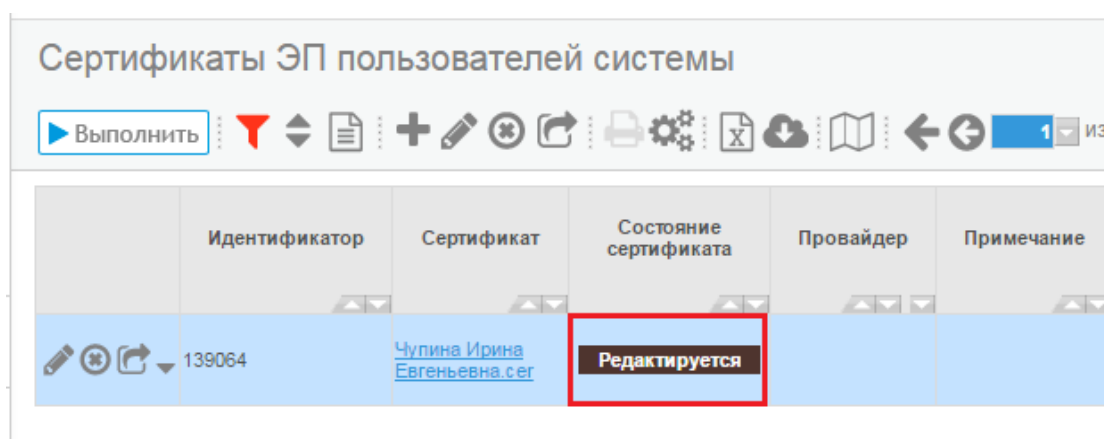 Сертификаты ЭП пользователей системы
Выполнить
1 из
Идентификатор Сертификат Состояние сертификата Провайдер Примечание
139064 Чупина Ирина Евгеньевна.cer Редактируется